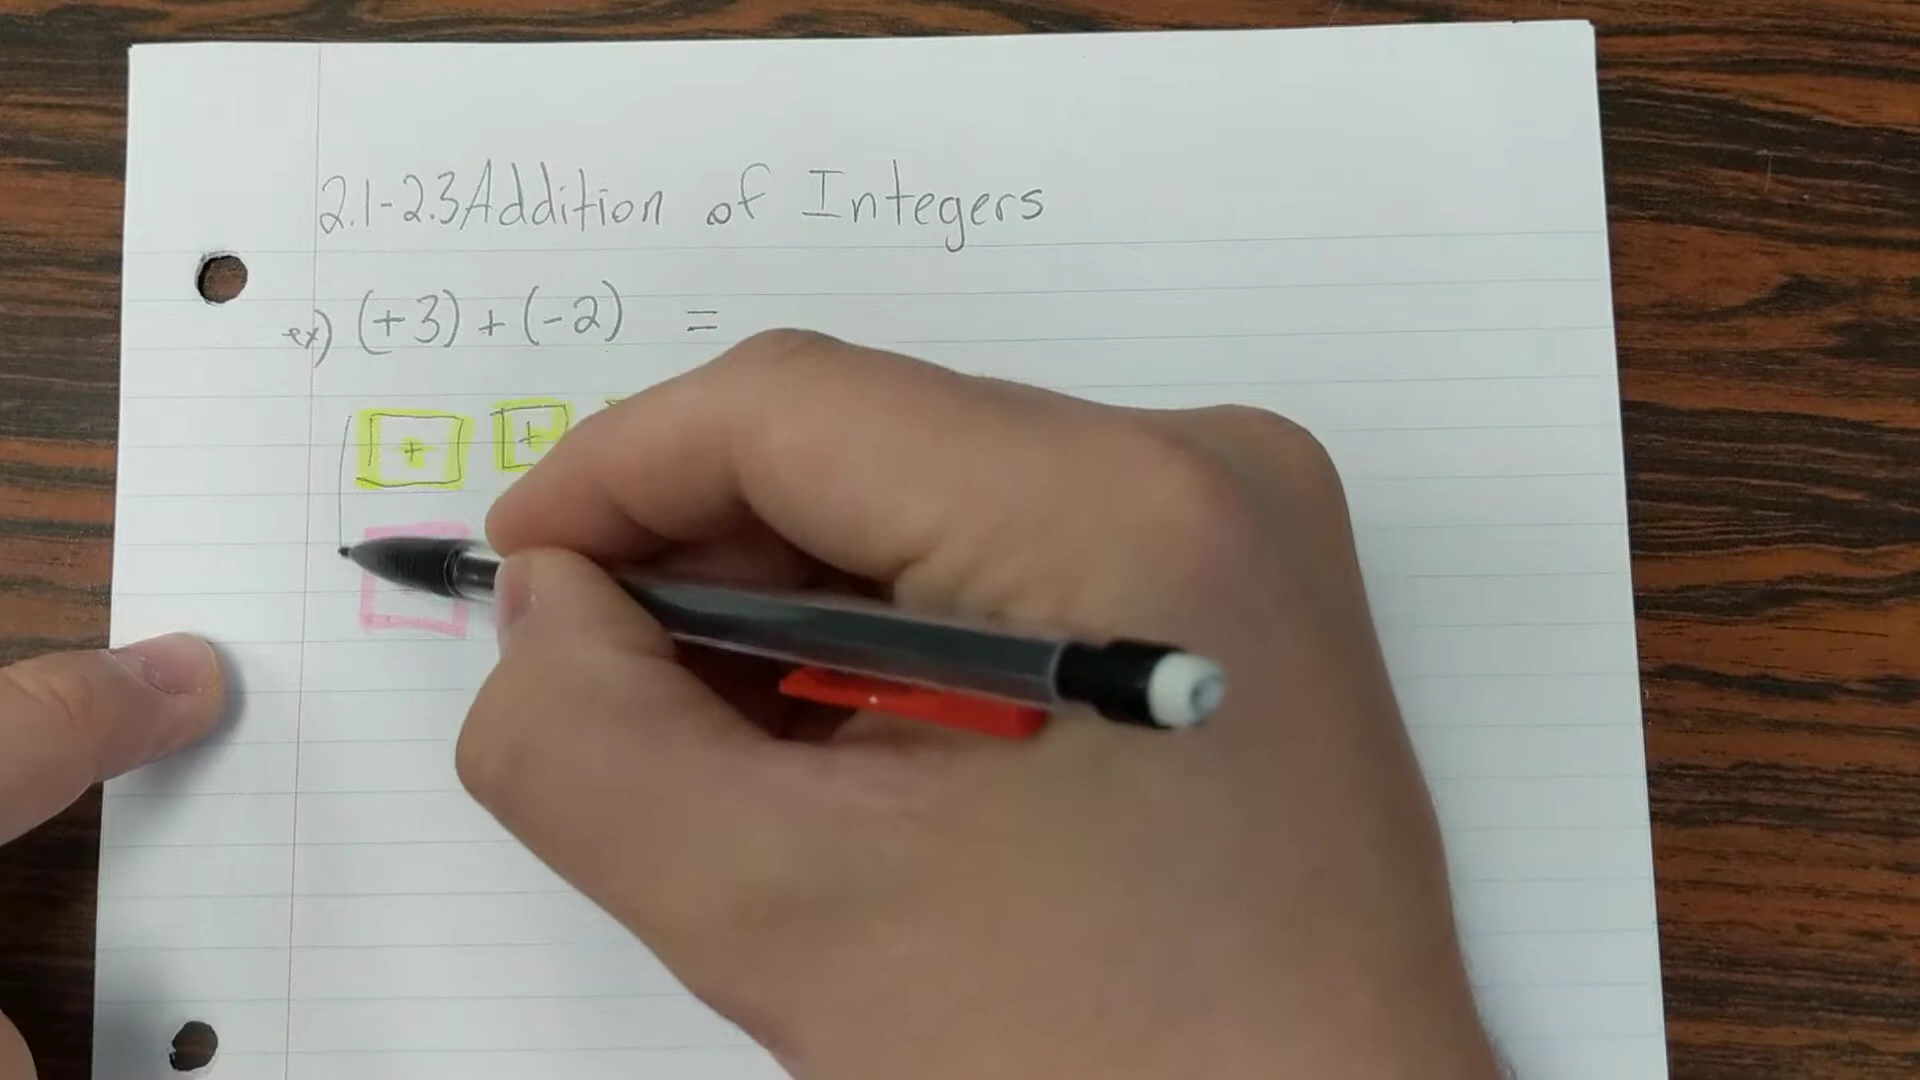 2.1-2.3 Addition of Integers
ex) (+3) + (-2) =
+ +